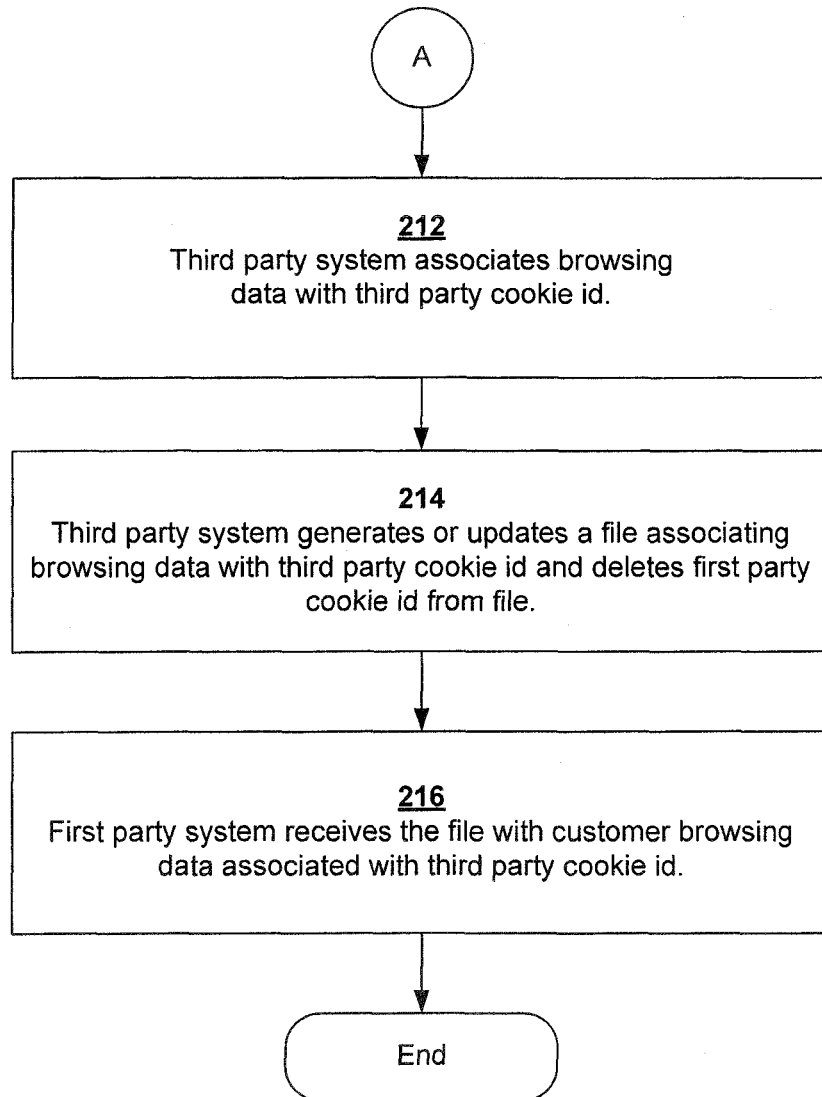 A
212
Third party system associates browsing
data with third party cookie id.
214
Third party system generates or updates a file associating
browsing data with third party cookie id and deletes first party
cookie id from file.
216
First party system receives the file with customer browsing
data associated with third party cookie id.
End